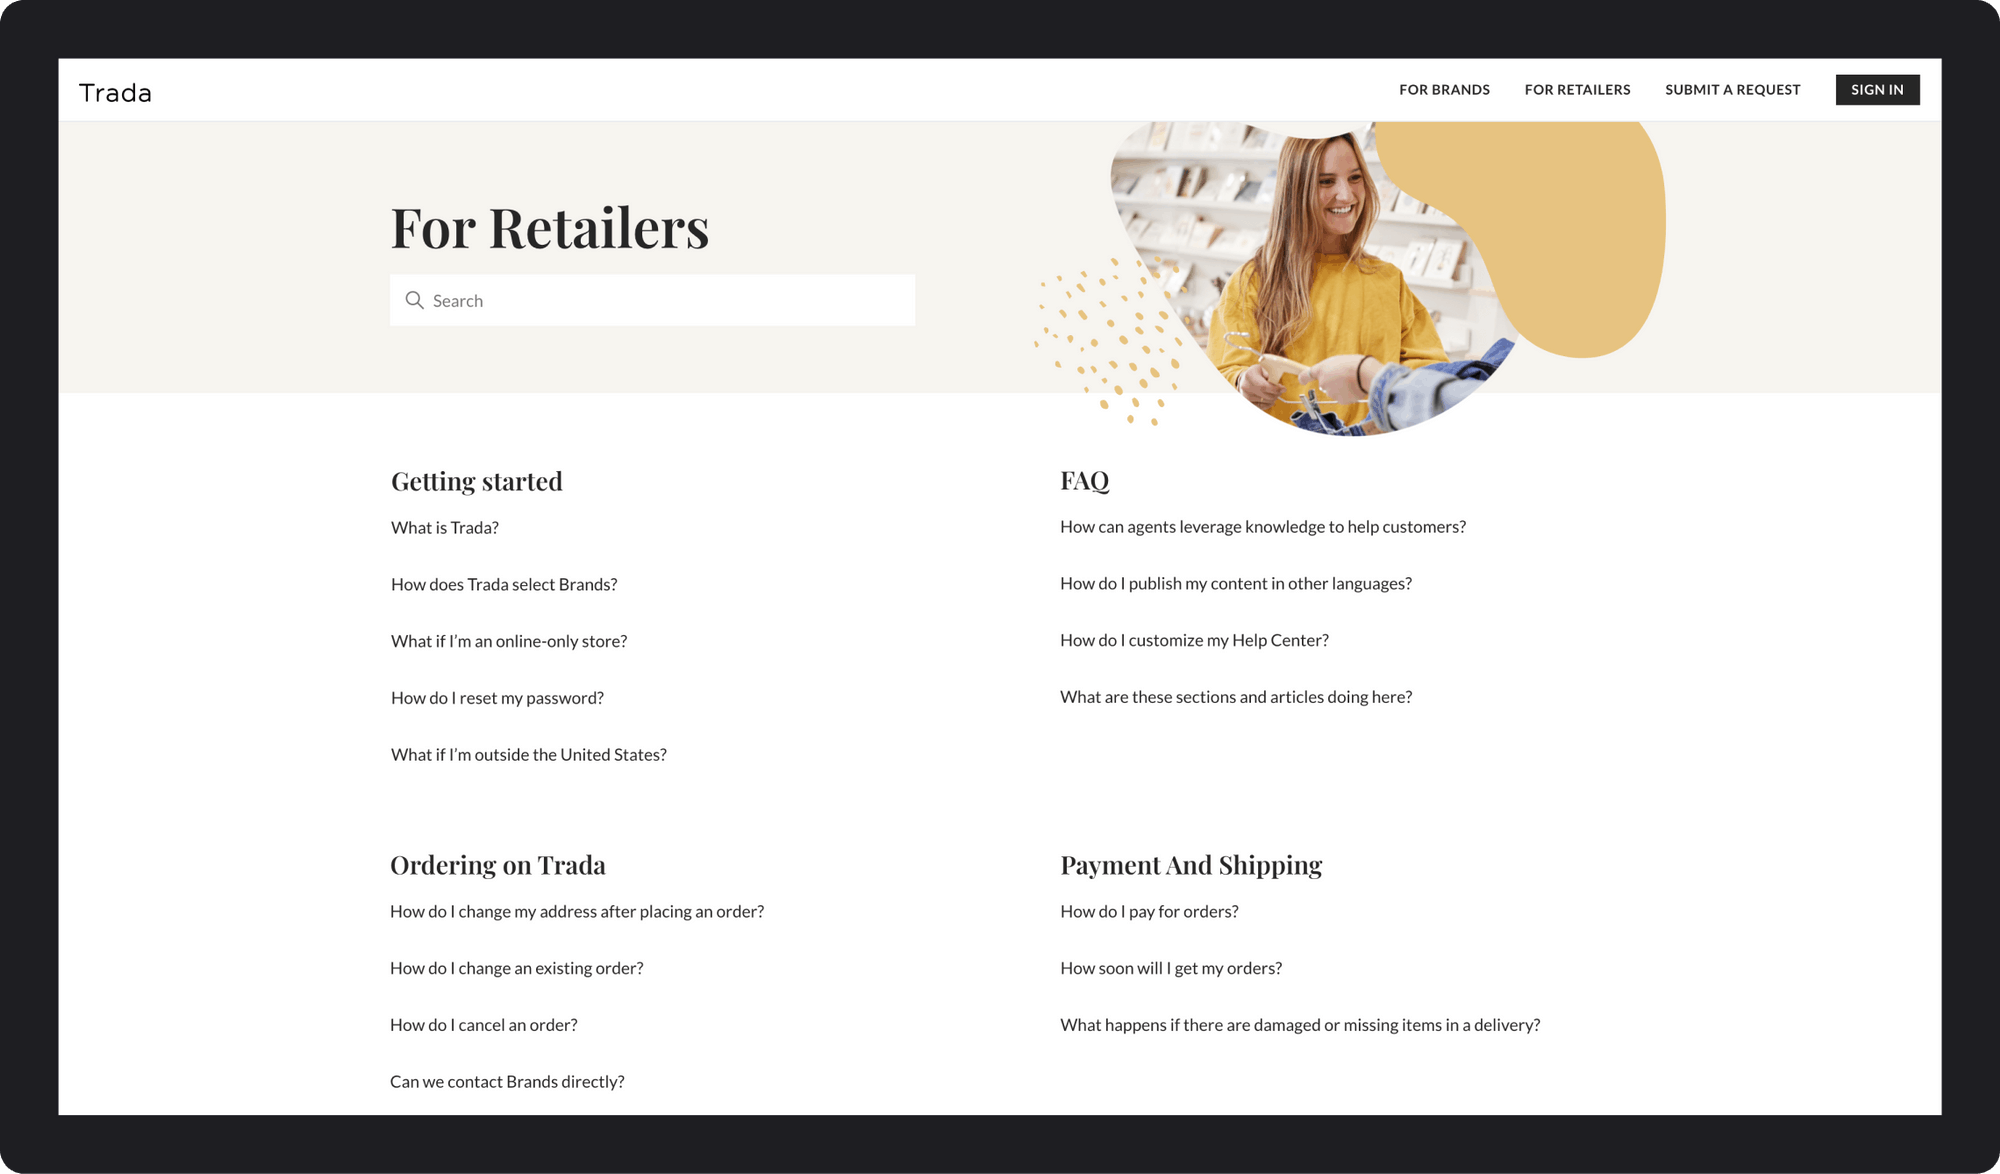 Trada
FOR BRANDS
FOR RETAILERS
SUBMIT A REQUEST
SIGN IN
For Retailers
Search
Getting started
What is Trada?
How does Trada select Brands?
What if I’m an online-only store?
How do I reset my password?
What if I’m outside the United States?
FAQ
How can agents leverage knowledge to help customers?
How do I publish my content in other languages?
How do I customize my Help Center?
What are these sections and articles doing here?
Ordering on Trada
How do I change my address after placing an order?
How do I change an existing order?
How do I cancel an order?
Can we contact Brands directly?
Payment And Shipping
How do I pay for orders?
How soon will I get my orders?
What happens if there are damaged or missing items in a delivery?